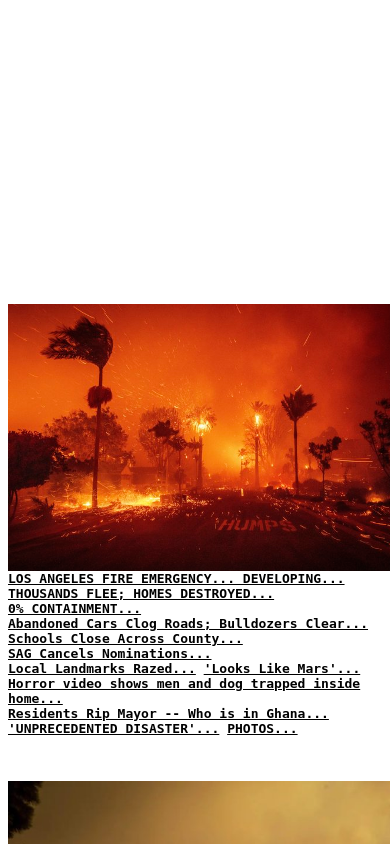 HUMPS
LOS ANGELES FIRE EMERGENCY... DEVELOPING...
THOUSANDS FLEE; HOMES DESTROYED...
0% CONTAINMENT...
Abandoned Cars Clog Roads; Bulldozers Clear...
Schools Close Across County...
SAG Cancels Nominations...
Local Landmarks Razed... 'Looks Like Mars'...
Horror video shows men and dog trapped inside
home...
Residents Rip Mayor -- Who is in Ghana...
'UNPRECEDENTED DISASTER'... PHOTOS...